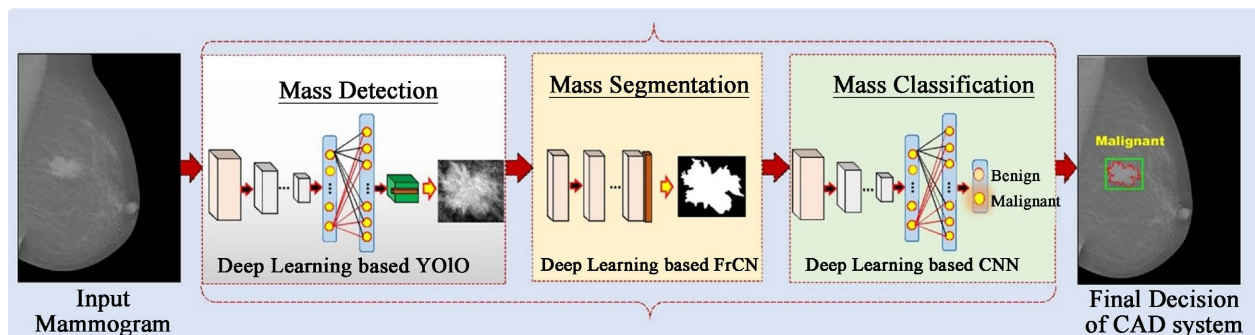 Mass Detection
Deep Learning based YOlO
Mass Segmentation
Deep Learning based FrCN
Mass Classification
Benign
Malignant
Deep Learning based CNN
Malignant
Input
Mammogram
Final Decision
of CAD system